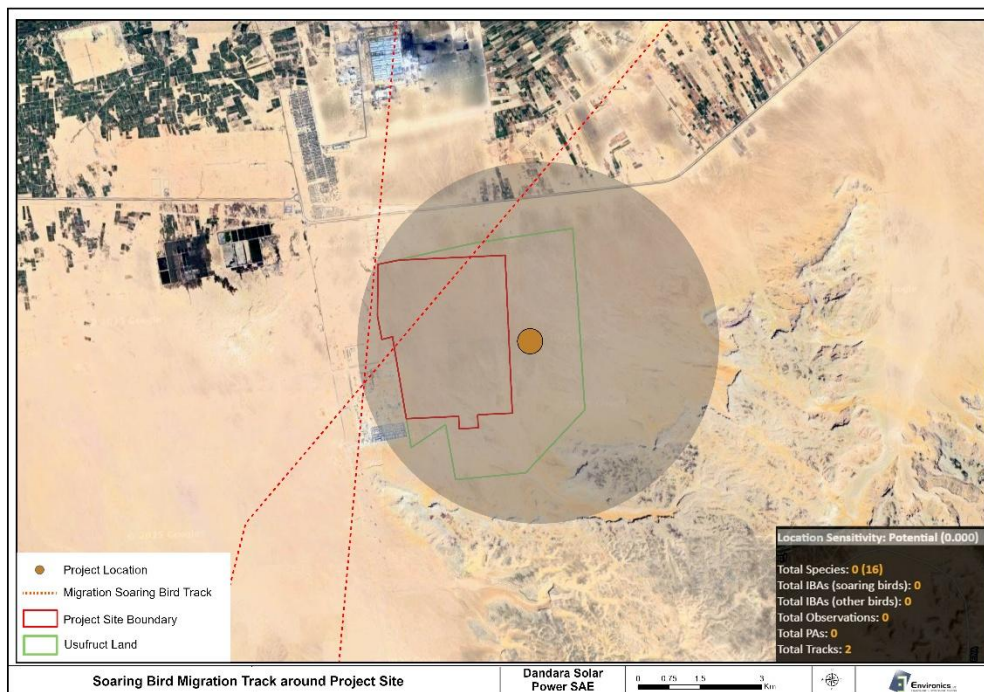 Location Sensitivity: Potential (0.000)
Total Species: 0 (16)
Total IBAs (soaring birds): 0
Total IBAs (other birds): 0
Total Observations: 0
Total PAs: 0
Total Tracks: 2
Project Location
Migration Soaring Bird Track
Project Site Boundary
Usufruct Land
Soaring Bird Migration Track around Project Site
Dandara Solar
Power SAE
0 0.75 1.5 3
Km
Environics